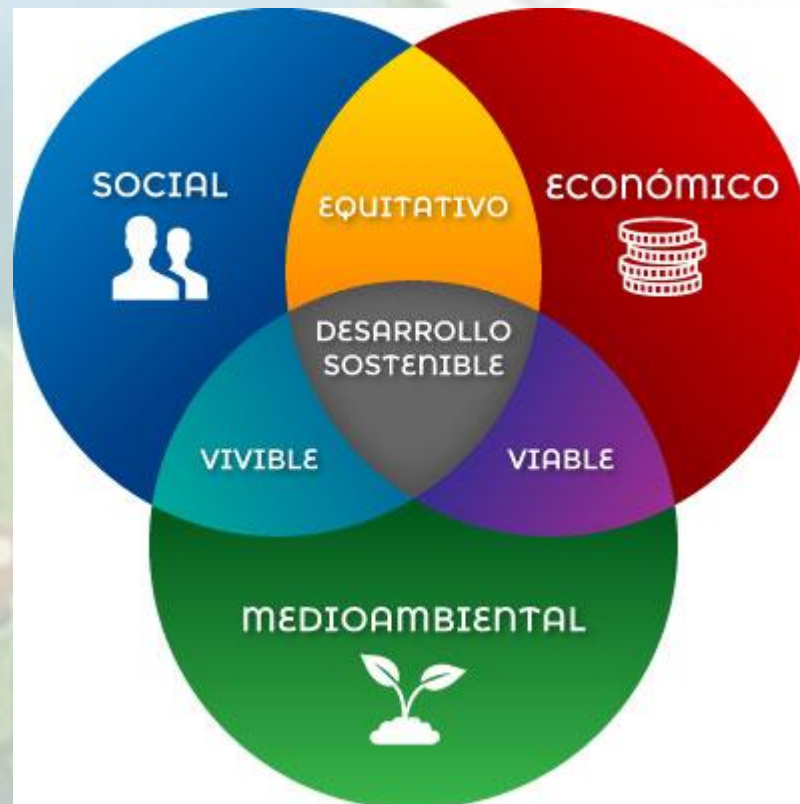 SOCIAL
EQUITATIVO
ECONÓMICO
DESARROLLO
SOSTENIBLE
VIVIBLE
VIABLE
MEDIOAMBIENTAL